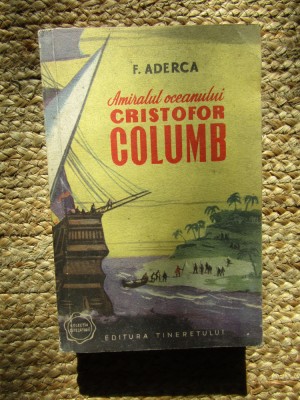 F. ADERCA
Amiralul oceanului
CRISTOFOR
COLUMB
EDITURA TINERETULUI